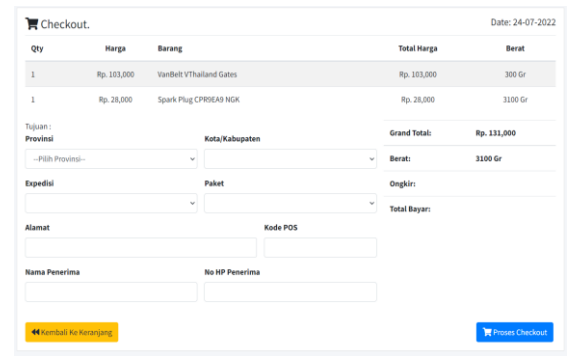 Checkout. Date: 24-07-2022
Qty Harga Barang Total Harga Berat
1 Rp. 103,000 VanBelt VThailand Gates Rp. 103,000 300 Gr
1 Rp. 28,000 Spark Plug CPR9EA9 NGK Rp. 28,000 3100 Gr
Tujuan :
Provinsi Kota/Kabupaten
--Pilih Provinsi--
Expedisi Paket
Alamat Kode POS
Nama Penerima No HP Penerima
Grand Total: Rp. 131,000
Berat: 3100 Gr
Ongkir:
Total Bayar:
Kembali Ke Keranjang Proses Checkout